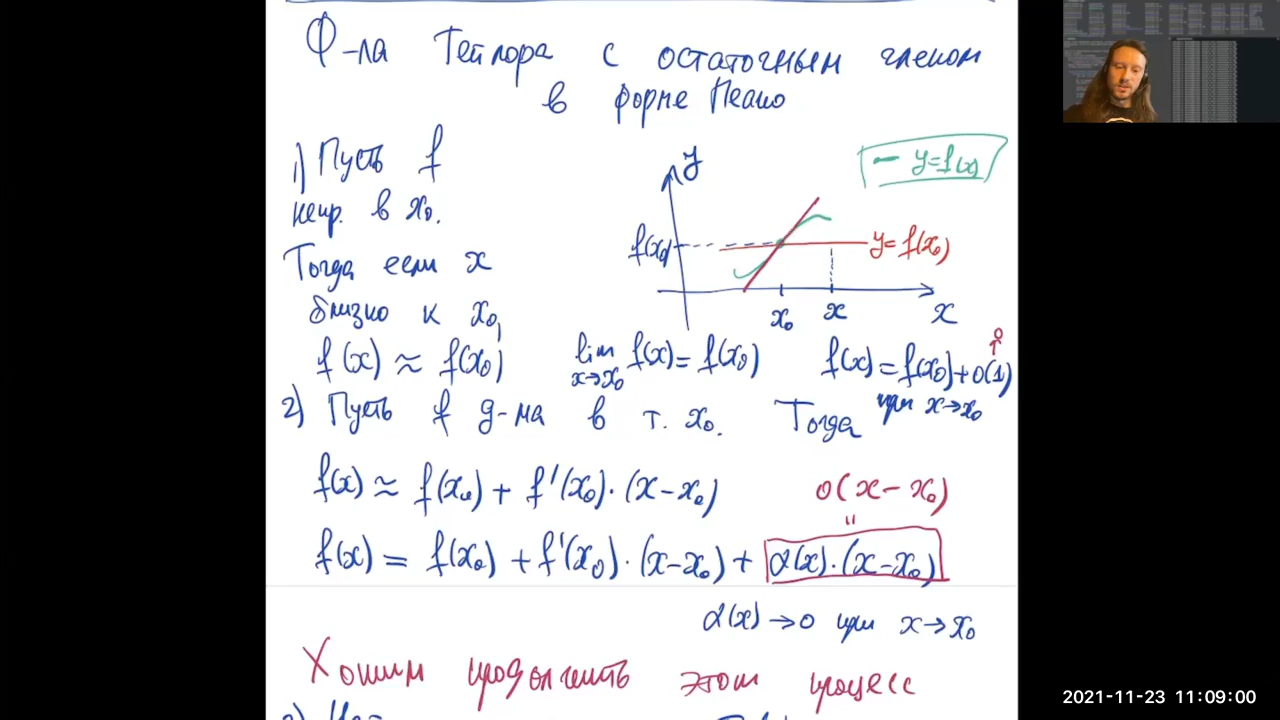 Ф-ла Тейлора с остаточным членом
в форме Пеано
1) Пусть f
непр. в x₀.
Тогда если x
близко к x₀,
f(x) ≈ f(x₀)
y
— y=f(x)
f(x₀)
y=f(x₀)
x₀ x x
lim f(x) = f(x₀)
x→x₀
0
↑
f(x) = f(x₀)+o(1)
при x→x₀
2) Пусть f д-ма в т. x₀. Тогда
f(x) ≈ f(x₀) + f'(x₀)·(x-x₀)
o(x-x₀)
=
f(x) = f(x₀) + f'(x₀)·(x-x₀) + α(x)·(x-x₀)
α(x)→0 при x→x₀
Хотим продолжить этот процесс
2021-11-23 11:09:00